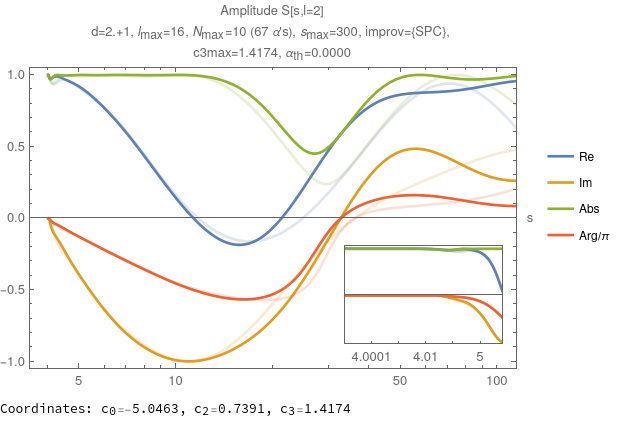 Amplitude S[s,l=2]
d=2.+1, lmax=16, Nmax=10 (67 α's), smax=300, improv={SPC},
c3max=1.4174, αth=0.0000
1.0
0.5
0.0
-0.5
-1.0
5
10
50
100
s
Re
Im
Abs
Arg/π
4.0001
4.01
5
Coordinates: c0=-5.0463, c2=0.7391, c3=1.4174